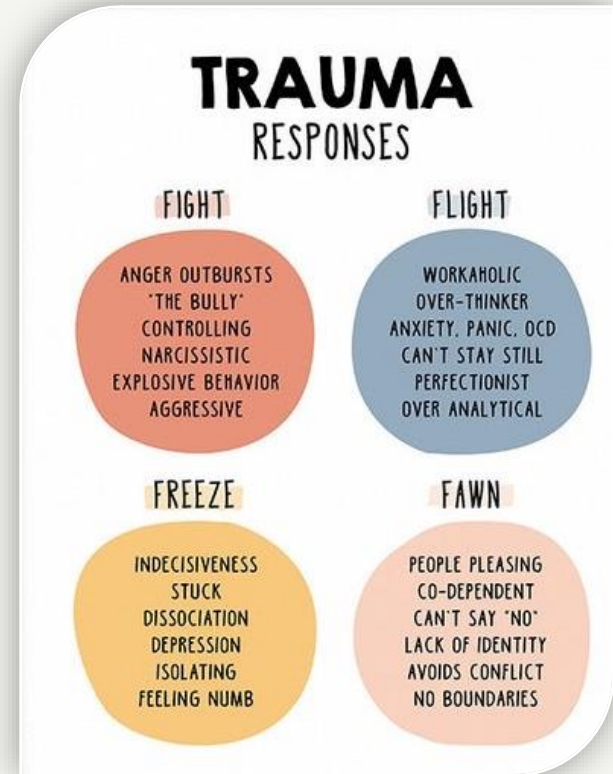 TRAUMA
RESPONSES
FIGHT
ANGER OUTBURSTS
"THE BULLY"
CONTROLLING
NARCISSISTIC
EXPLOSIVE BEHAVIOR
AGGRESSIVE
FLIGHT
WORKAHOLIC
OVER-THINKER
ANXIETY, PANIC, OCD
CAN'T STAY STILL
PERFECTIONIST
OVER ANALYTICAL
FREEZE
INDECISIVENESS
STUCK
DISSOCIATION
DEPRESSION
ISOLATING
FEELING NUMB
FAWN
PEOPLE PLEASING
CO-DEPENDENT
CAN'T SAY "NO"
LACK OF IDENTITY
AVOIDS CONFLICT
NO BOUNDARIES